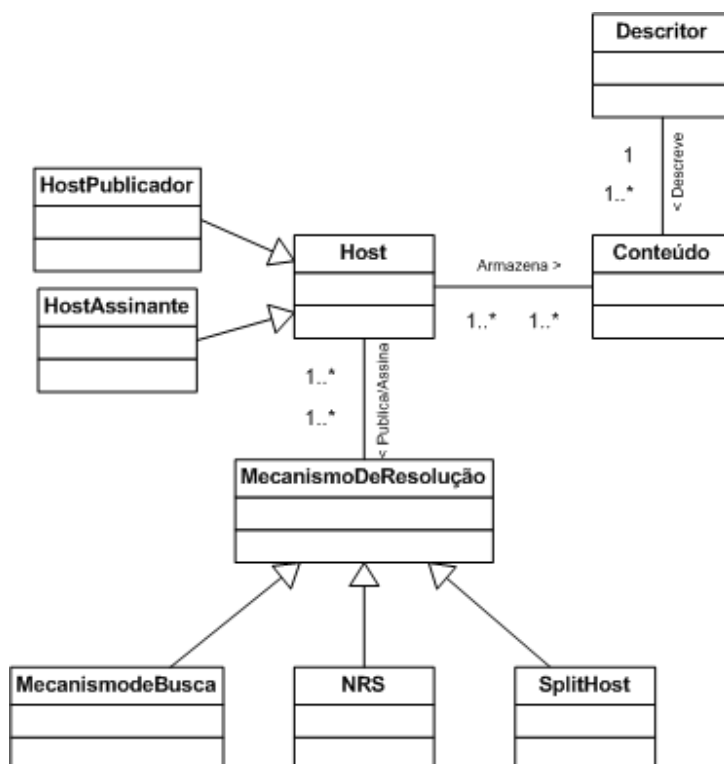 Descritor
1
1..*
< Descreve
HostPublicador
Host
Armazena >
Conteúdo
HostAssinante
1..*
1..*
1..*
1..*
< Publica/Assina
MecanismoDeResolução
MecanismodeBusca
NRS
SplitHost